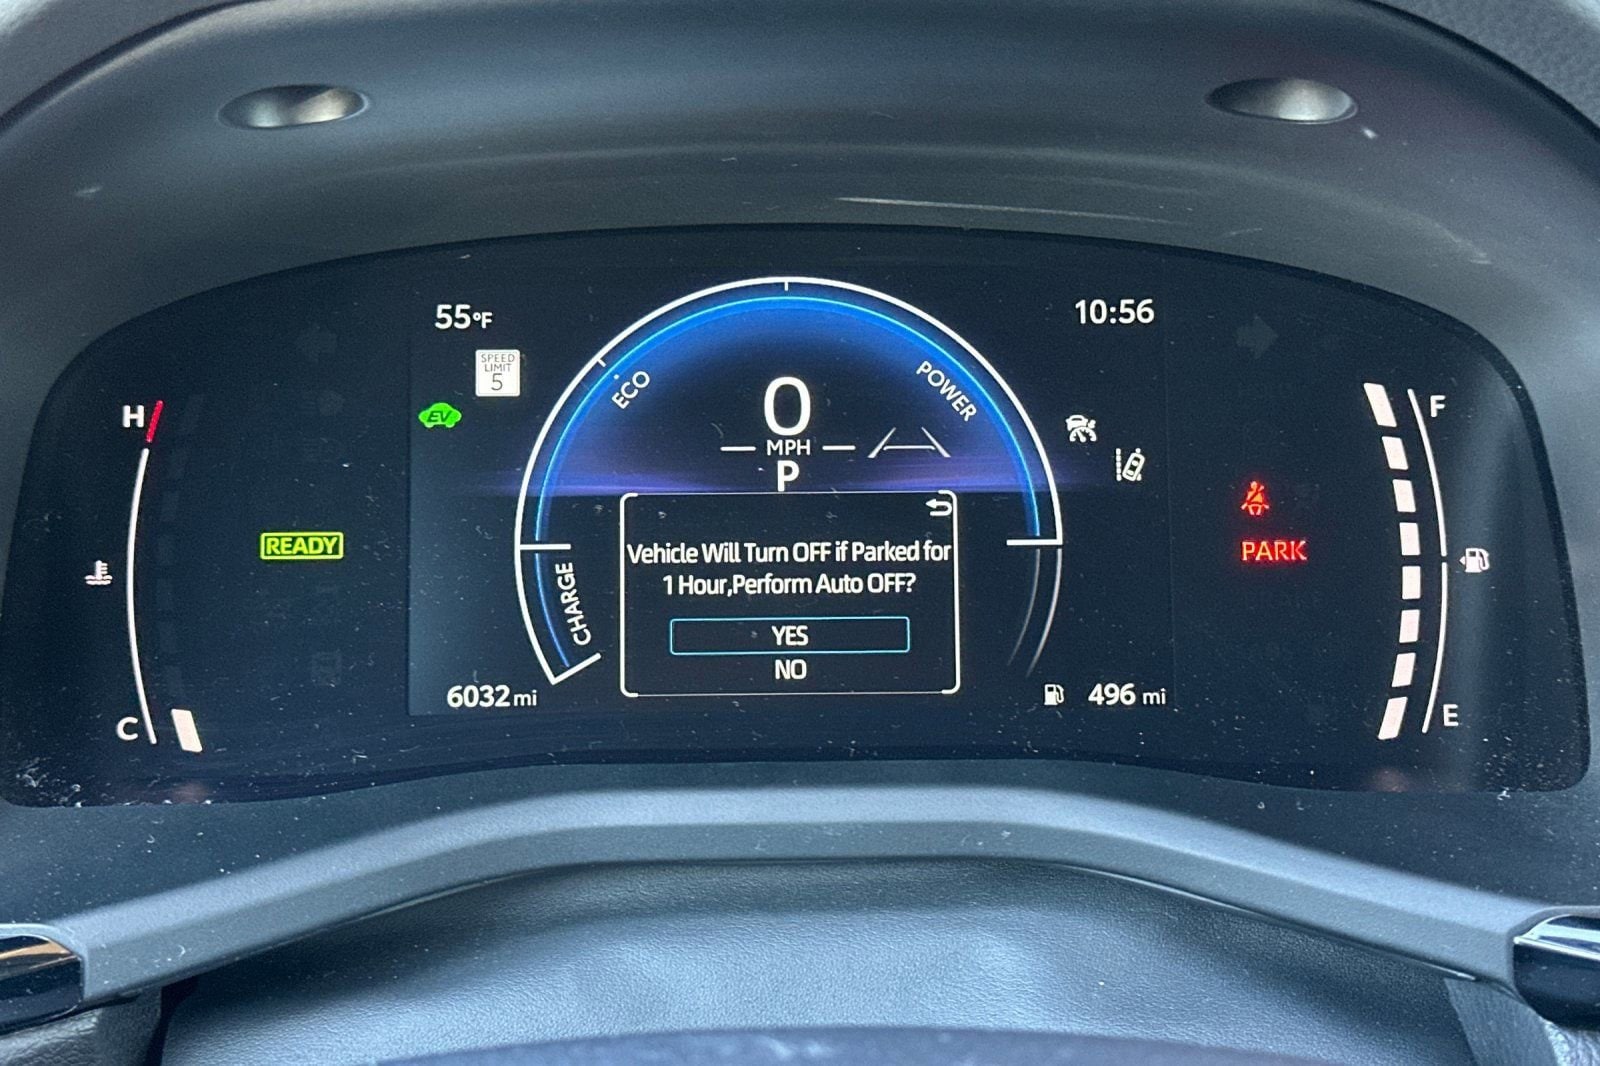 55°F
10:56
SPEED
LIMIT
5
EV
ECO
POWER
0
MPH
P
H
F
READY
PARK
Vehicle Will Turn OFF if Parked for
1 Hour,Perform Auto OFF?
YES
NO
CHARGE
6032 mi
496 mi
C
E